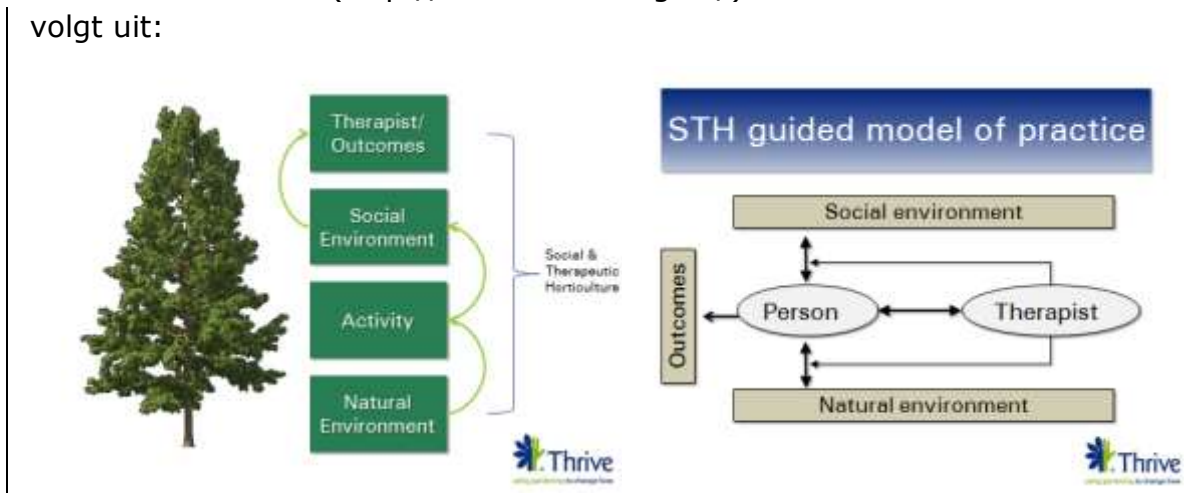 volgt uit:
Therapist/
Outcomes
Social
Environment
Activity
Natural
Environment
Social &
Therapeutic
Horticulture
Thrive
STH guided model of practice
Social environment
Outcomes
Person
Therapist
Natural environment
Thrive